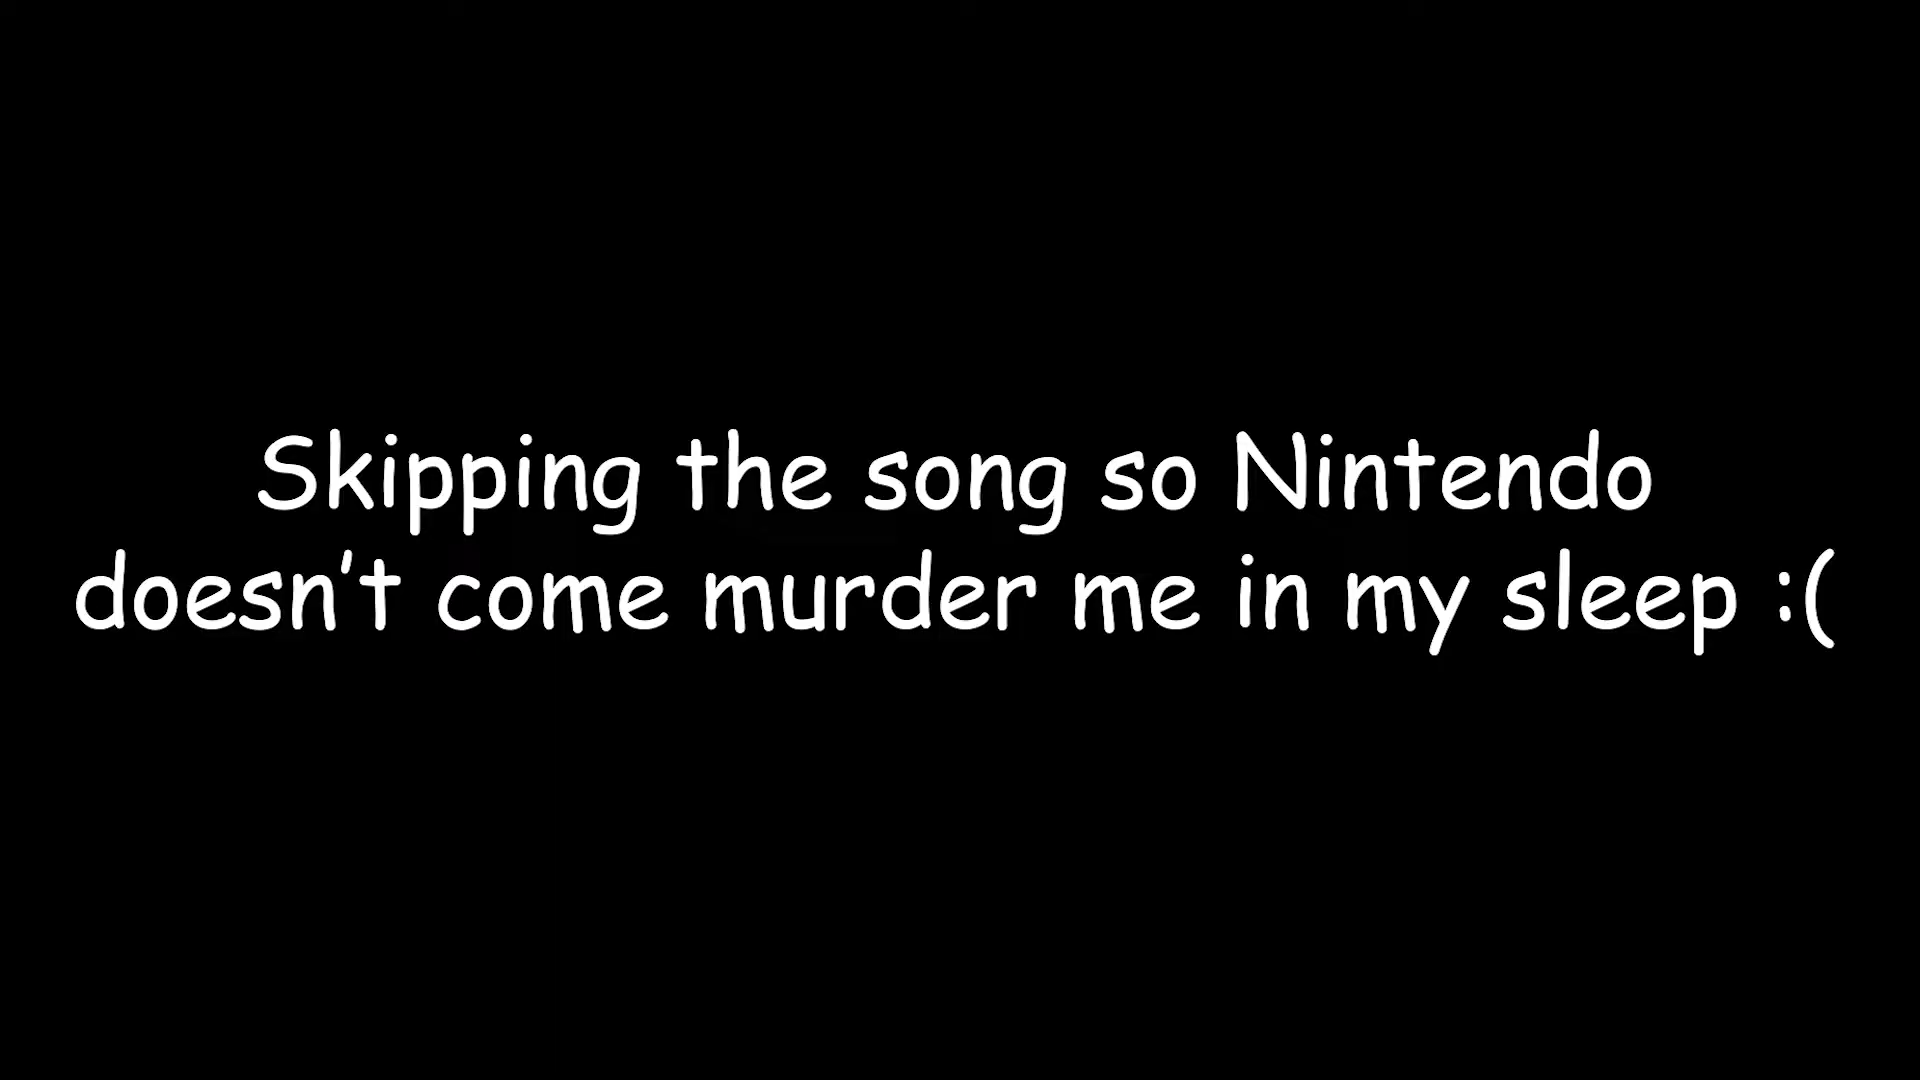 Skipping the song so Nintendo
doesn't come murder me in my sleep :(